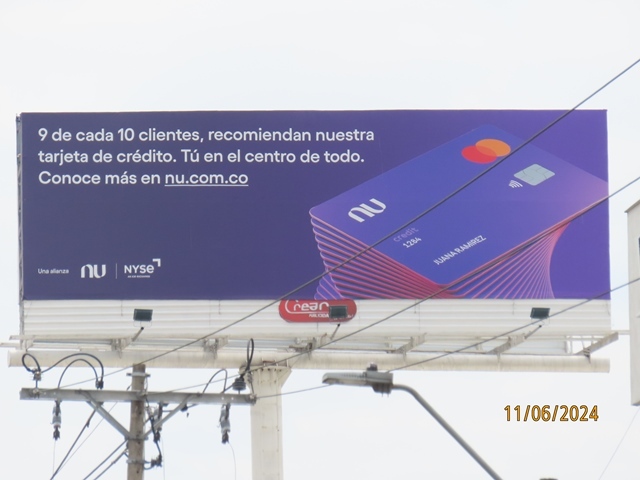 9 de cada 10 clientes, recomiendan nuestra
tarjeta de crédito. Tú en el centro de todo.
Conoce más en nu.com.co
nu
credit
1284
JUANA RAMIREZ
Una alianza nu NYSE
Crear
11/06/2024